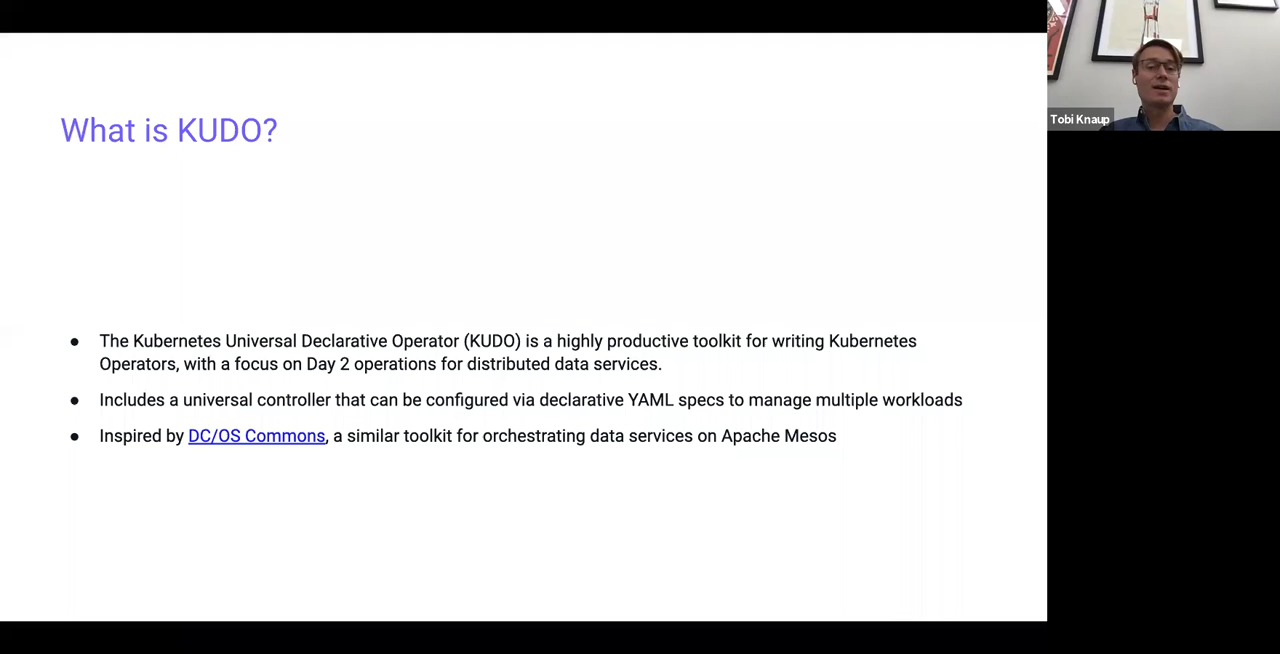 What is KUDO?
● The Kubernetes Universal Declarative Operator (KUDO) is a highly productive toolkit for writing Kubernetes
Operators, with a focus on Day 2 operations for distributed data services.
● Includes a universal controller that can be configured via declarative YAML specs to manage multiple workloads
● Inspired by DC/OS Commons, a similar toolkit for orchestrating data services on Apache Mesos
Tobi Knaup